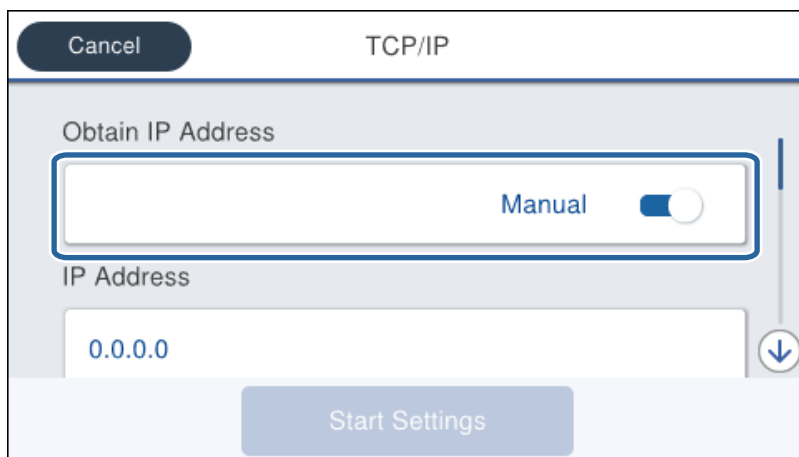 Cancel
TCP/IP
Obtain IP Address
Manual
IP Address
0.0.0.0
Start Settings